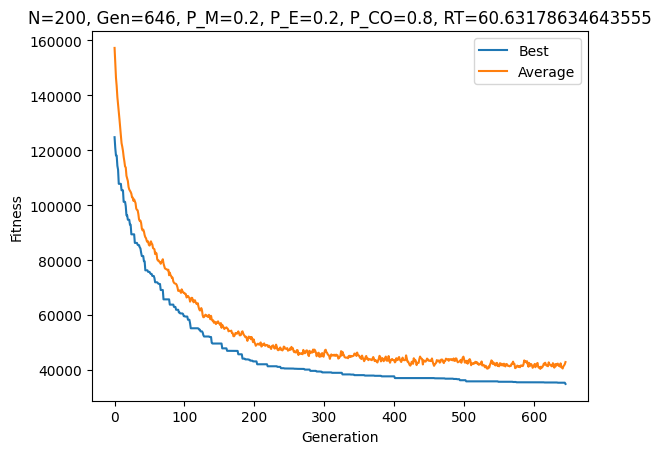 N=200, Gen=646, P_M=0.2, P_E=0.2, P_CO=0.8, RT=60.63178634643555
160000
140000
120000
100000
80000
60000
40000
Fitness
Best
Average
0 100 200 300 400 500 600
Generation